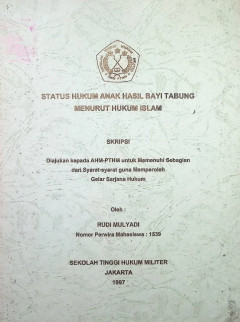 STATUS HUKUM ANAK HASIL BAYI TABUNG
MENURUT HUKUM ISLAM
SKRIPSI
Diajukan kepada AHM-PTHM untuk Memenuhi Sebagian
dari Syarat-syarat guna Memperoleh
Gelar Sarjana Hukum
Oleh :
RUDI MULYADI
Nomor Perwira Mahasiswa : 1539
SEKOLAH TINGGI HUKUM MILITER
JAKARTA
1997